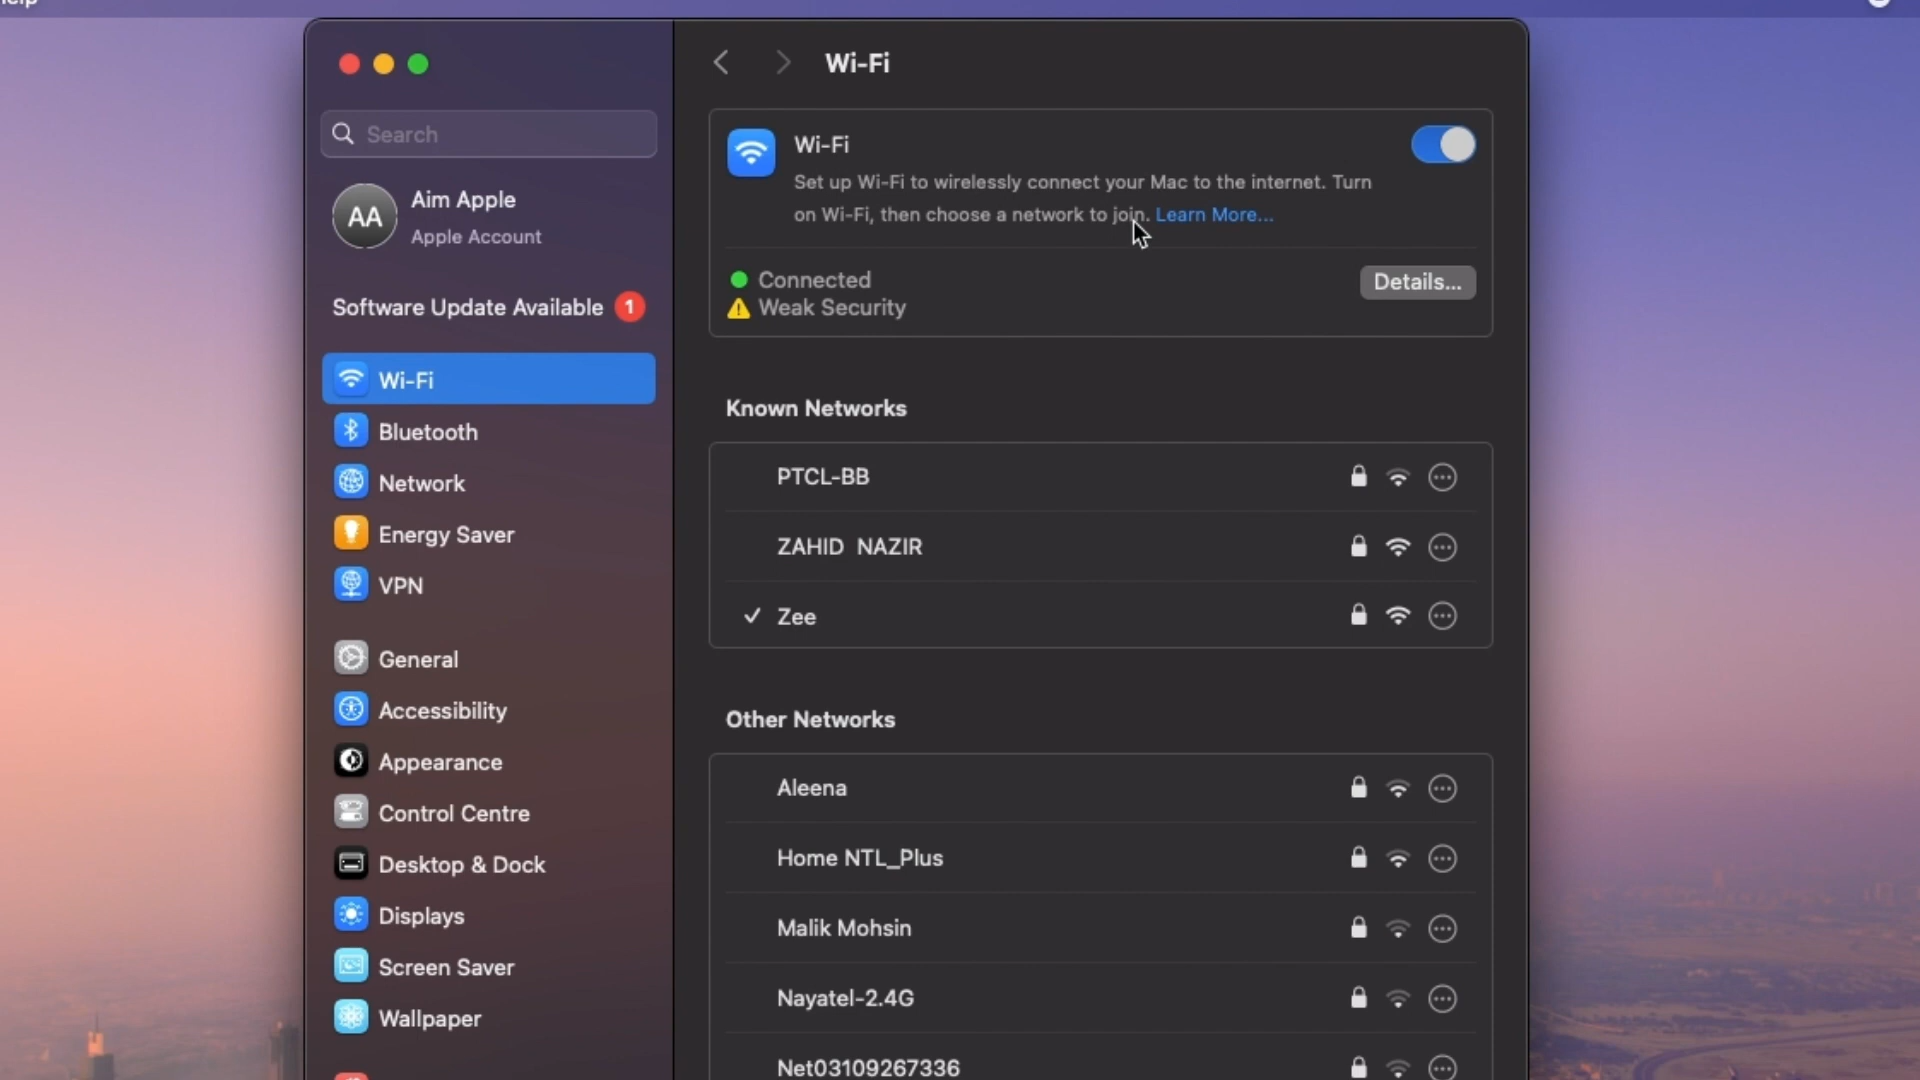 Help
Wi-Fi
Search
Wi-Fi
Set up Wi-Fi to wirelessly connect your Mac to the internet. Turn
on Wi-Fi, then choose a network to join. Learn More...
AA
Aim Apple
Apple Account
Connected
Details...
Weak Security
Software Update Available 1
Wi-Fi
Bluetooth
Network
Energy Saver
VPN
General
Accessibility
Appearance
Control Centre
Desktop & Dock
Displays
Screen Saver
Wallpaper
Known Networks
PTCL-BB
ZAHID NAZIR
Zee
Other Networks
Aleena
Home NTL_Plus
Malik Mohsin
Nayatel-2.4G
Net03109267336